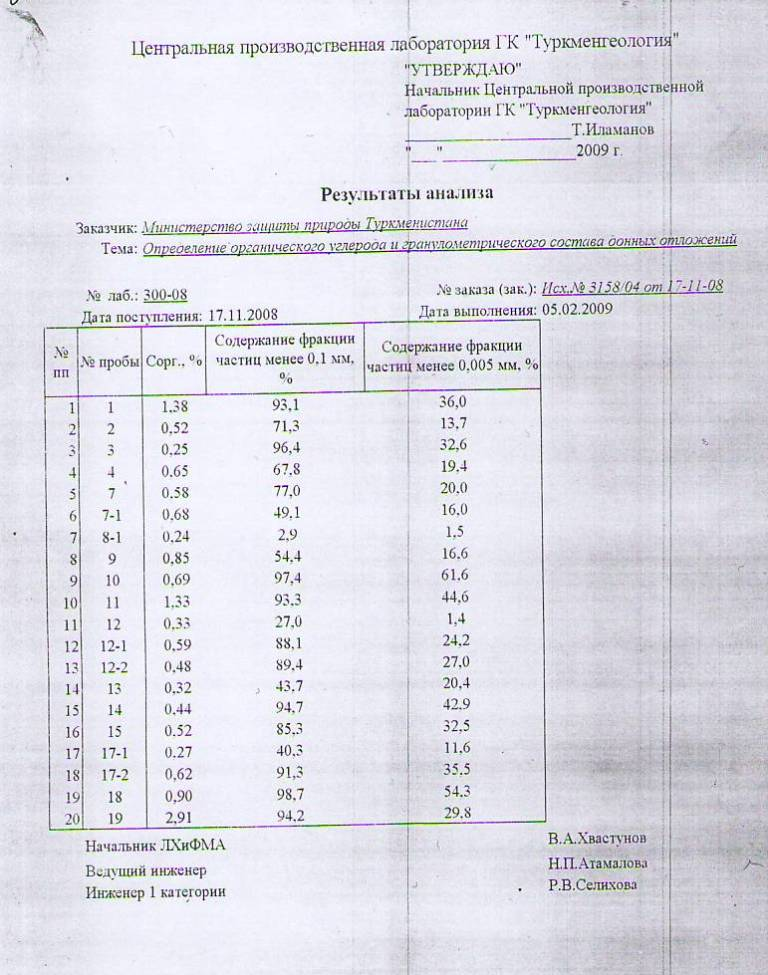 Центральная производственная лаборатория ГК "Туркменгеология"
"УТВЕРЖДАЮ"
Начальник Центральной производственной
лаборатории ГК "Туркменгеология"
____________________Т.Иламанов
"___"________________2009 г.
Результаты анализа
Заказчик: Министерство защиты природы Туркменистана
Тема: Определение органического углерода и гранулометрического состава донных отложений
№ лаб.: 300-08 № заказа (зак.): Исх.№ 3158/04 от 17-11-08
Дата поступления: 17.11.2008 Дата выполнения: 05.02.2009
№ пп № пробы Сорг., % Содержание фракции частиц менее 0,1 мм, % Содержание фракции частиц менее 0,005 мм, %
1 1 1,38 93,1 36,0
2 2 0,52 71,3 13,7
3 3 0,25 96,4 32,6
4 4 0,65 67,8 19,4
5 7 0,58 77,0 20,0
6 7-1 0,68 49,1 16,0
7 8-1 0,24 2,9 1,5
8 9 0,85 54,4 16,6
9 10 0,69 97,4 61,6
10 11 1,33 93,3 44,6
11 12 0,33 27,0 1,4
12 12-1 0,59 88,1 24,2
13 12-2 0,48 89,4 27,0
14 13 0,32 43,7 20,4
15 14 0,44 94,7 42,9
16 15 0,52 85,3 32,5
17 17-1 0,27 40,3 11,6
18 17-2 0,62 91,3 35,5
19 18 0,90 98,7 54,3
20 19 2,91 94,2 29,8
Начальник ЛХиФМА В.А.Хвастунов
Ведущий инженер Н.П.Атамалова
Инженер 1 категории Р.В.Селихова